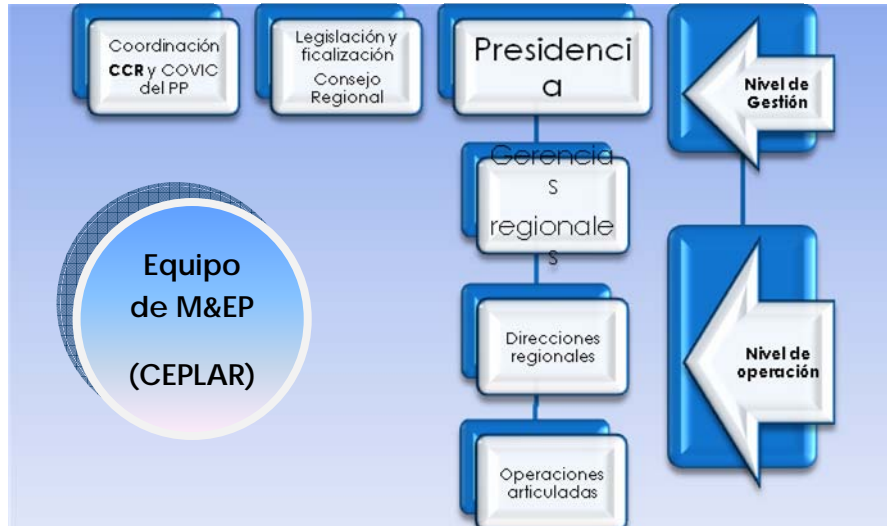 Coordinación
CCR y COVIC
del PP
Legislación y
ficalización
Consejo
Regional
Presidenci
a
Nivel de
Gestión
Gerencia
s
regionale
s
Equipo
de M&EP
(CEPLAR)
Direcciones
regionales
Nivel de
operación
Operaciones
articuladas